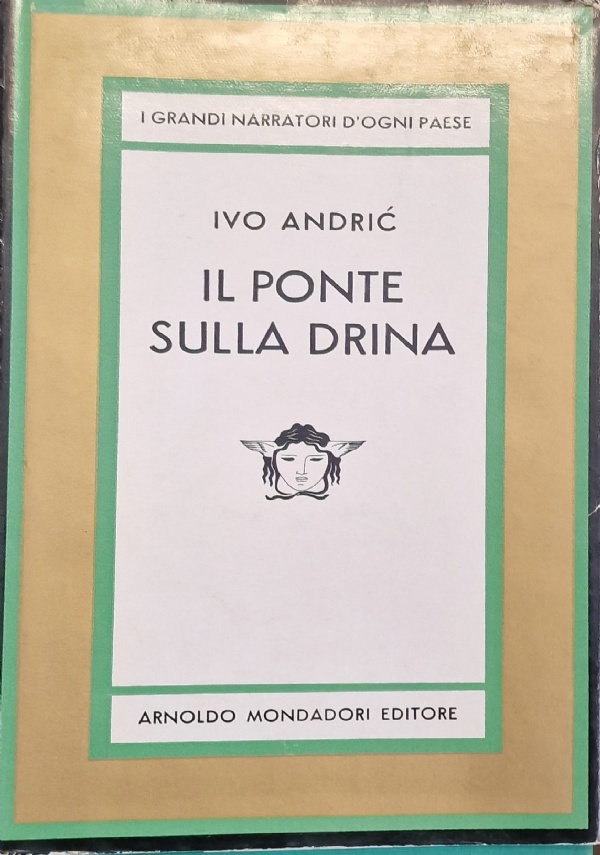 I GRANDI NARRATORI D'OGNI PAESE
IVO ANDRIĆ
IL PONTE
SULLA DRINA
ARNOLDO MONDADORI EDITORE